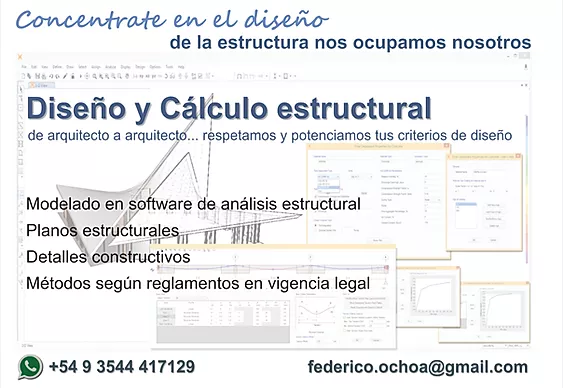 Concentrate en el diseño
de la estructura nos ocupamos nosotros
Diseño y Cálculo estructural
de arquitecto a arquitecto... respetamos y potenciamos tus criterios de diseño
Modelado en software de análisis estructural
Planos estructurales
Detalles constructivos
Métodos según reglamentos en vigencia legal
+54 9 3544 417129
federico.ochoa@gmail.com